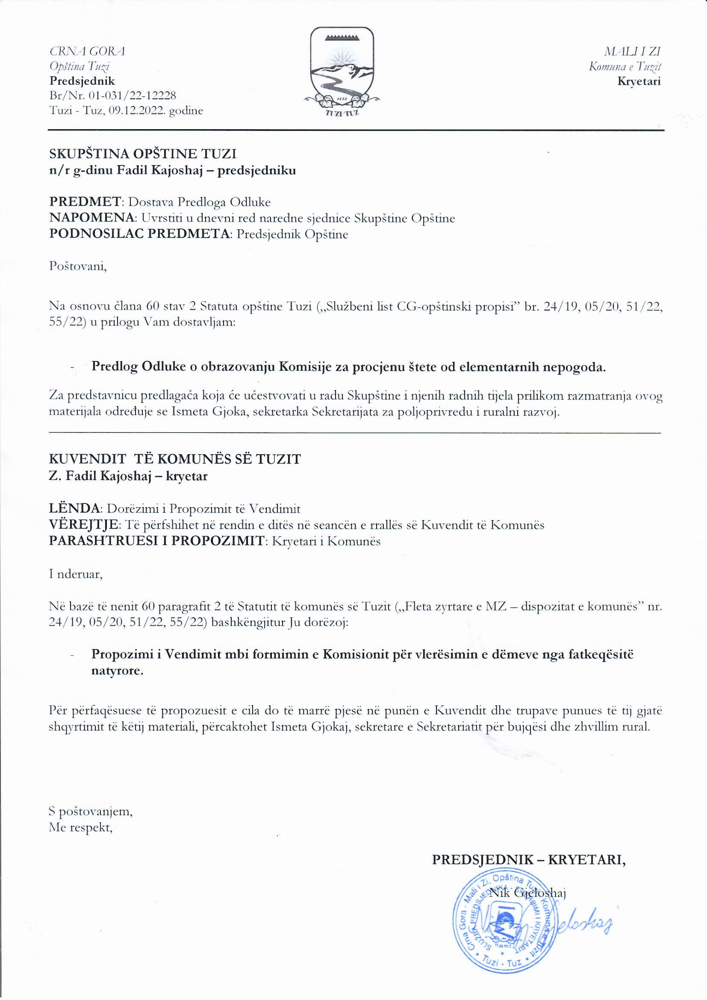 CRNA GORA
Opština Tuzi
Predsjednik
Br/Nr. 01-031/22-12228
Tuzi - Tuz, 09.12.2022. godine
TUZI TUZ
MALI I ZI
Komuna e Tuzit
Kryetari
SKUPŠTINA OPŠTINE TUZI
n/r g-dinu Fadil Kajoshaj – predsjedniku
PREDMET: Dostava Predloga Odluke
NAPOMENA: Uvrstiti u dnevni red naredne sjednice Skupštine Opštine
PODNOSILAC PREDMETA: Predsjednik Opštine
Poštovani,
Na osnovu člana 60 stav 2 Statuta opštine Tuzi („Službeni list CG-opštinski propisi” br. 24/19, 05/20, 51/22,
55/22) u prilogu Vam dostavljam:
- Predlog Odluke o obrazovanju Komisije za procjenu štete od elementarnih nepogoda.
Za predstavnicu predlagača koja će učestvovati u radu Skupštine i njenih radnih tijela prilikom razmatranja ovog
materijala određuje se Ismeta Gjoka, sekretarka Sekretarijata za poljoprivredu i ruralni razvoj.
KUVENDIT TË KOMUNËS SË TUZIT
Z. Fadil Kajoshaj – kryetar
LËNDA: Dorëzimi i Propozimit të Vendimit
VËREJTJE: Të përfshihet në rendin e ditës në seancën e rrallës së Kuvendit të Komunës
PARASHTRUESI I PROPOZIMIT: Kryetari i Komunës
I nderuar,
Në bazë të nenit 60 paragrafit 2 të Statutit të komunës së Tuzit („Fleta zyrtare e MZ – dispozitat e komunës” nr.
24/19, 05/20, 51/22, 55/22) bashkëngjitur Ju dorëzoj:
- Propozimi i Vendimit mbi formimin e Komisionit për vlerësimin e dëmeve nga fatkeqësitë
natyrore.
Për përfaqësuese të propozuesit e cila do të marrë pjesë në punën e Kuvendit dhe trupave punues të tij gjatë
shqyrtimit të këtij materiali, përcaktohet Ismeta Gjokaj, sekretare e Sekretariatit për bujqësi dhe zhvillim rural.
S poštovanjem,
Me respekt,
PREDSJEDNIK – KRYETARI,
Nik Gjeloshaj
Crna Gora - Mali i Zi, Opština Tuzi - Komuna e Tuzit
SLUŽBA PREDSJEDNIKA - SHËRBIMI I KRYETARIT
Tuzi - Tuz